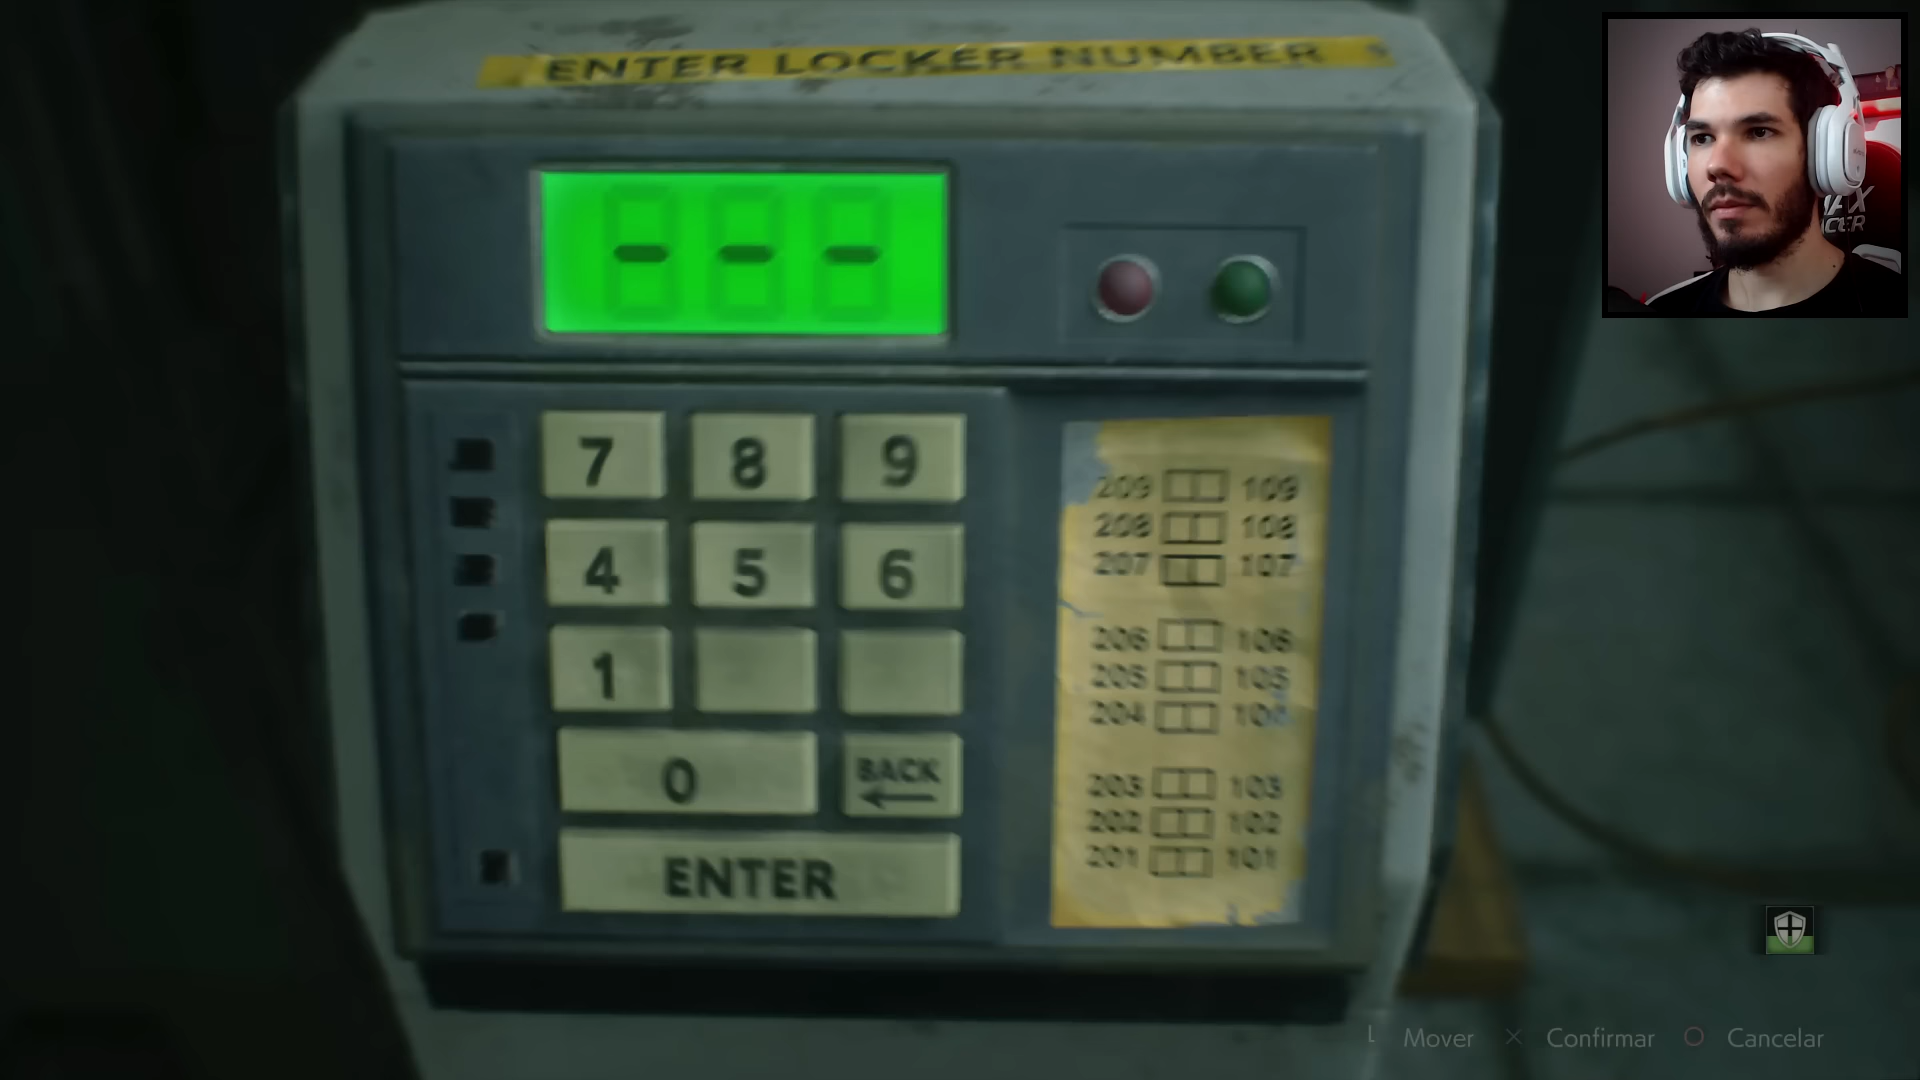 ENTER LOCKER NUMBER
7 8 9
4 5 6
1
0 BACK
ENTER
209 109
208 108
207 107
206 106
205 105
204
203 103
202 102
201 101
Mover Confirmar Cancelar